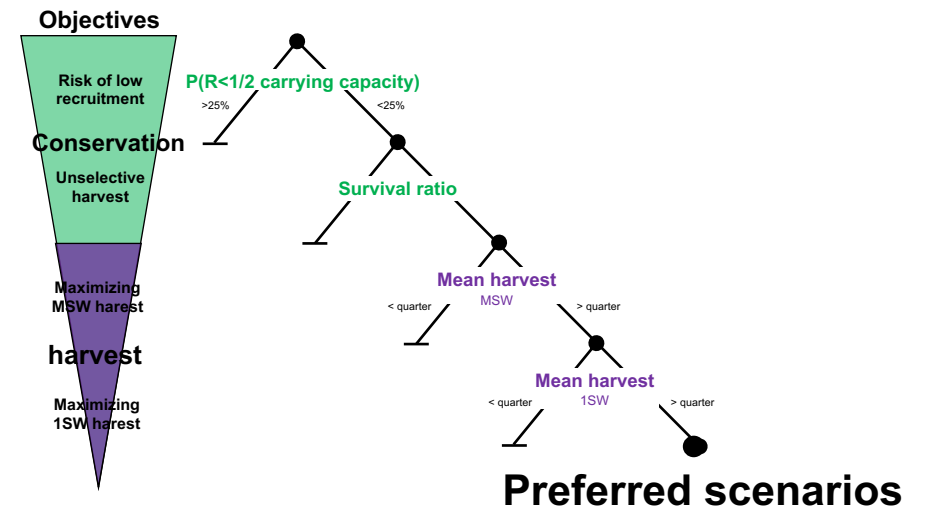 Objectives
Risk of low
recruitment
Conservation
Unselective
harvest
Maximizing
MSW harest
harvest
Maximizing
1SW harest
P(R<1/2 carrying capacity)
>25%
<25%
Survival ratio
Mean harvest
MSW
< quarter
> quarter
Mean harvest
1SW
< quarter
> quarter
Preferred scenarios